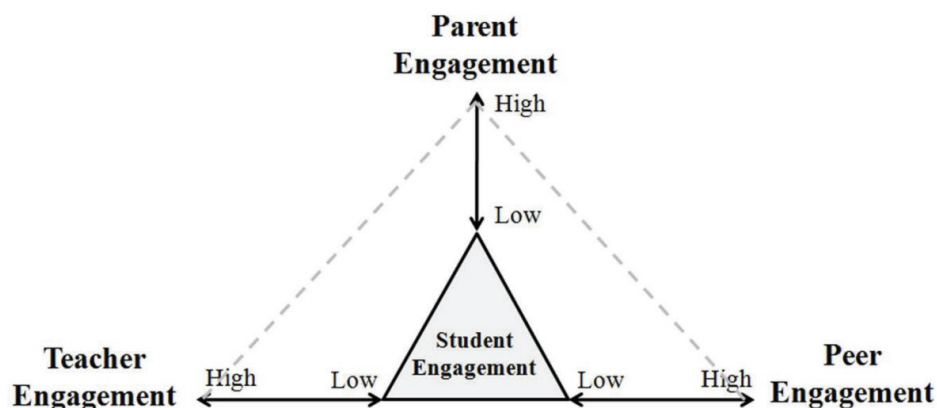 Parent
Engagement
High
Low
Student
Engagement
Teacher
Engagement
High
Low
Low
High
Peer
Engagement